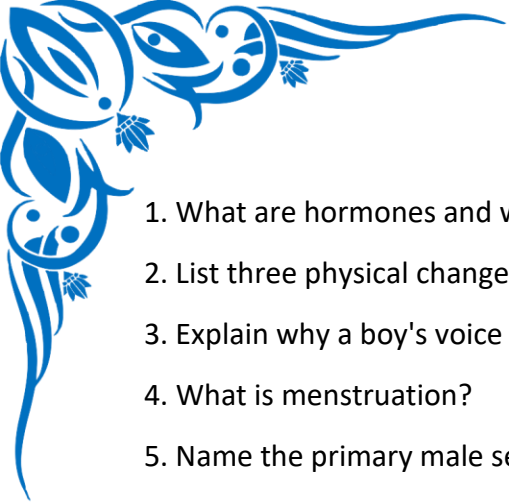 1. What are hormones and
2. List three physical change
3. Explain why a boy's voice
4. What is menstruation?
5. Name the primary male se